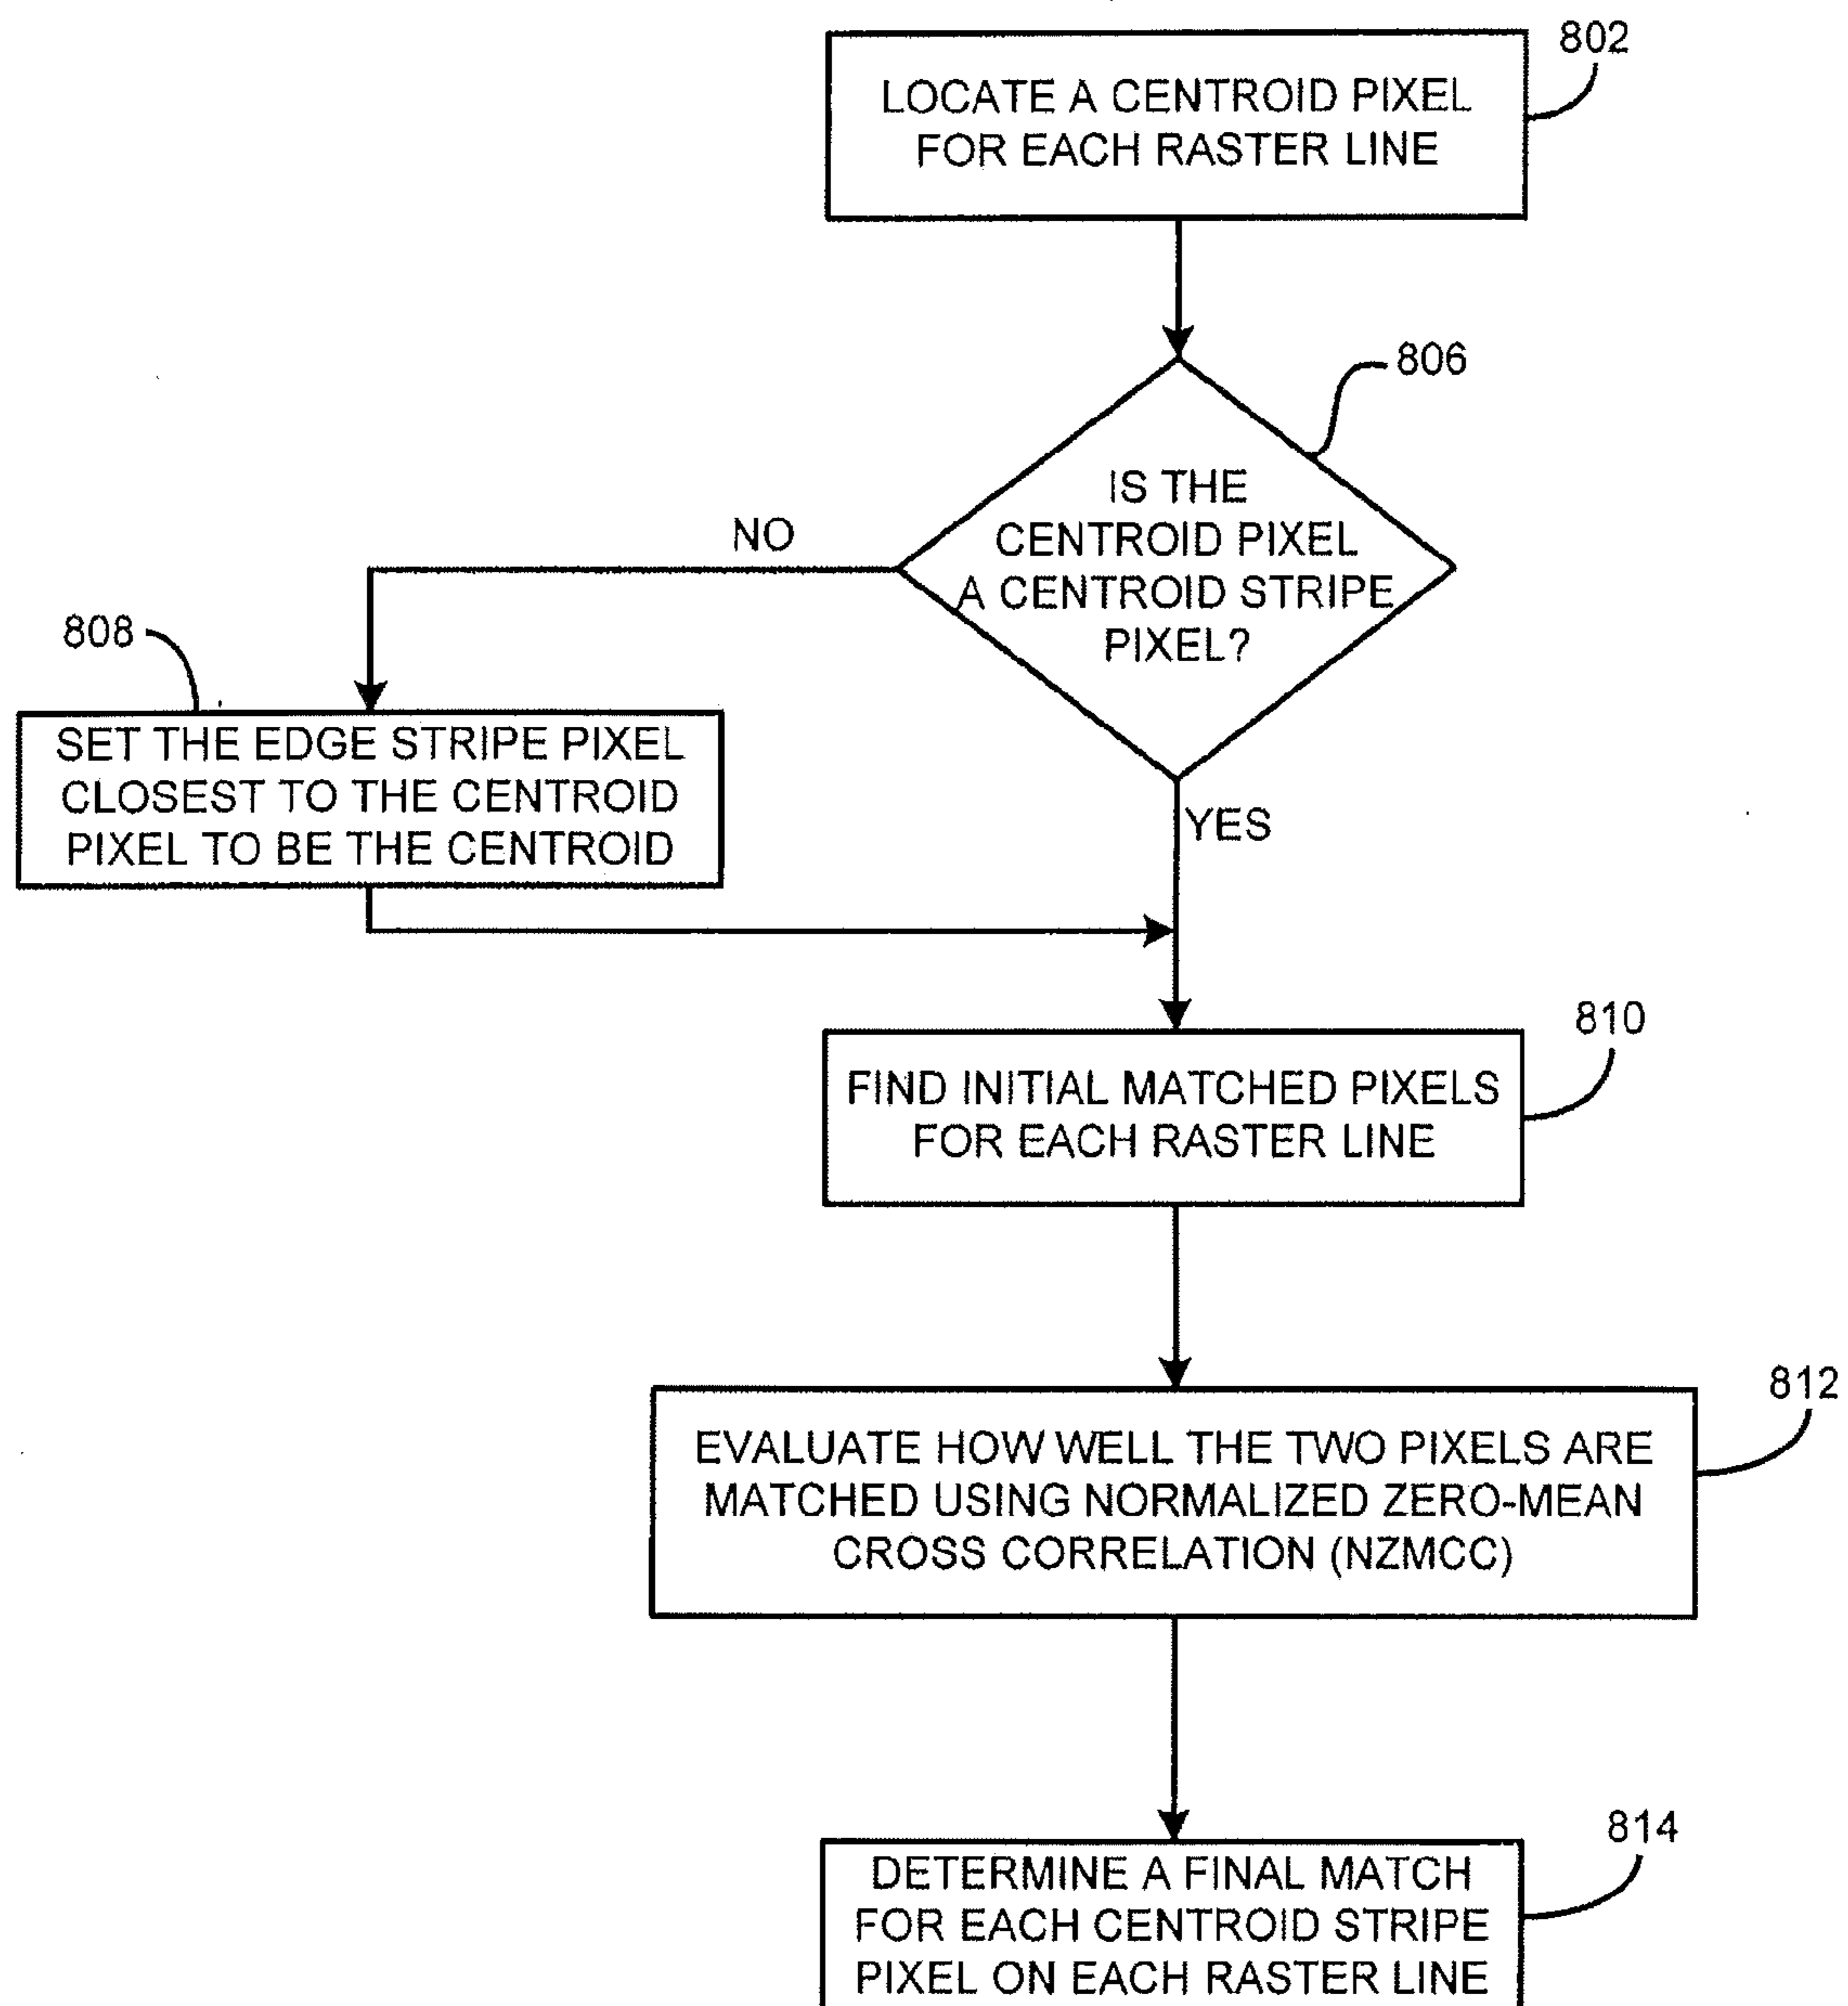 802
LOCATE A CENTROID PIXEL
FOR EACH RASTER LINE
806
IS THE
CENTROID PIXEL
A CENTROID STRIPE
PIXEL?
NO
YES
808
SET THE EDGE STRIPE PIXEL
CLOSEST TO THE CENTROID
PIXEL TO BE THE CENTROID
810
FIND INITIAL MATCHED PIXELS
FOR EACH RASTER LINE
812
EVALUATE HOW WELL THE TWO PIXELS ARE
MATCHED USING NORMALIZED ZERO-MEAN
CROSS CORRELATION (NZMCC)
814
DETERMINE A FINAL MATCH
FOR EACH CENTROID STRIPE
PIXEL ON EACH RASTER LINE